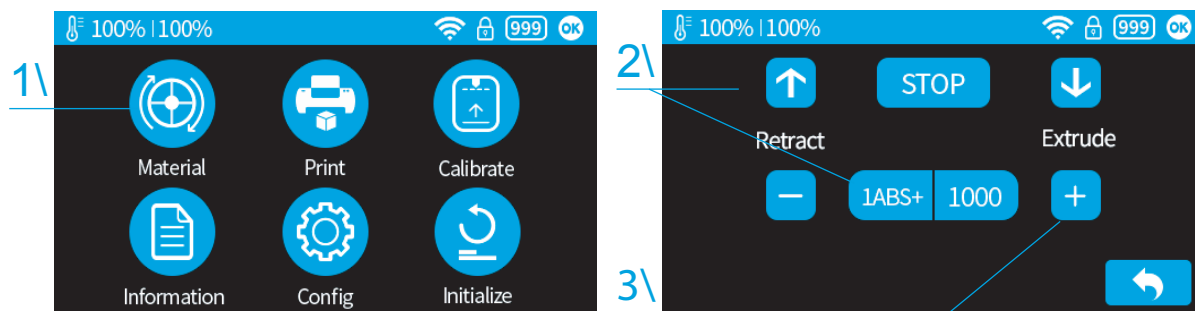 1\
100% | 100%
999
OK
Material
Print
Calibrate
Information
Config
Initialize
2\
100% | 100%
999
OK
STOP
Retract
Extrude
1ABS+
1000
3\